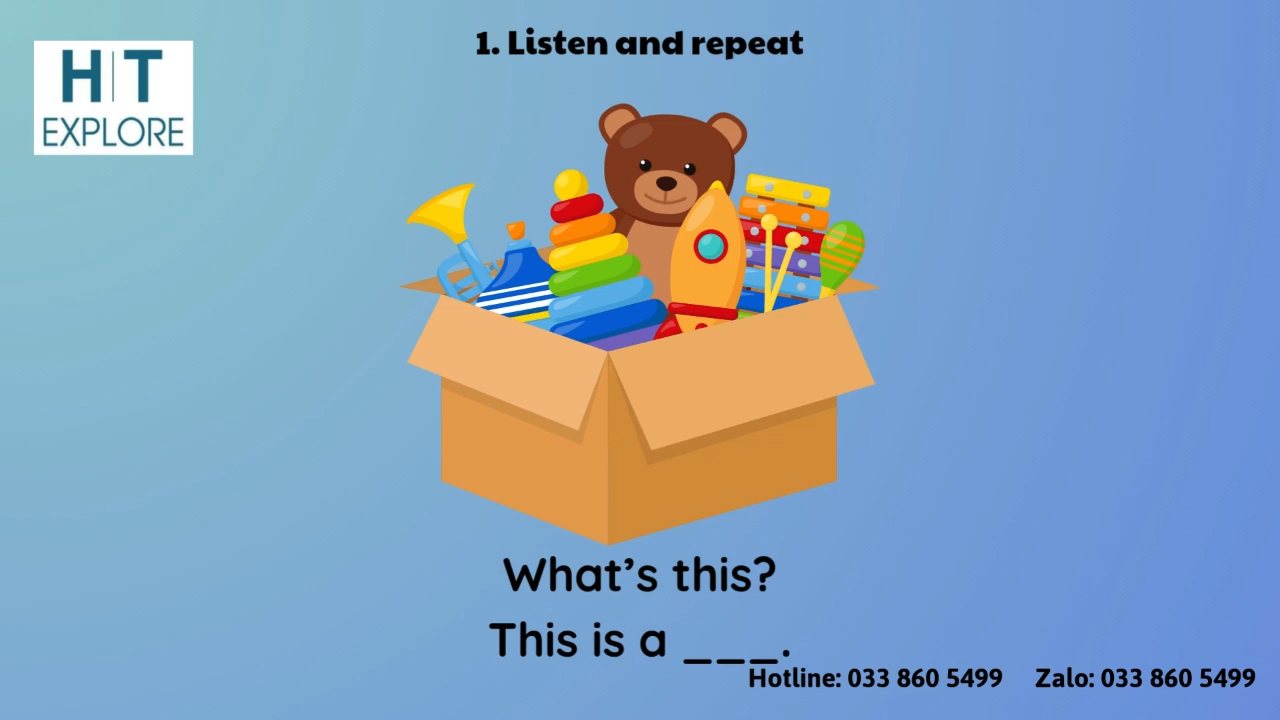 1. Listen and repeat
H|T
EXPLORE
What's this?
This is a ___.
Hotline: 033 860 5499 Zalo: 033 860 5499